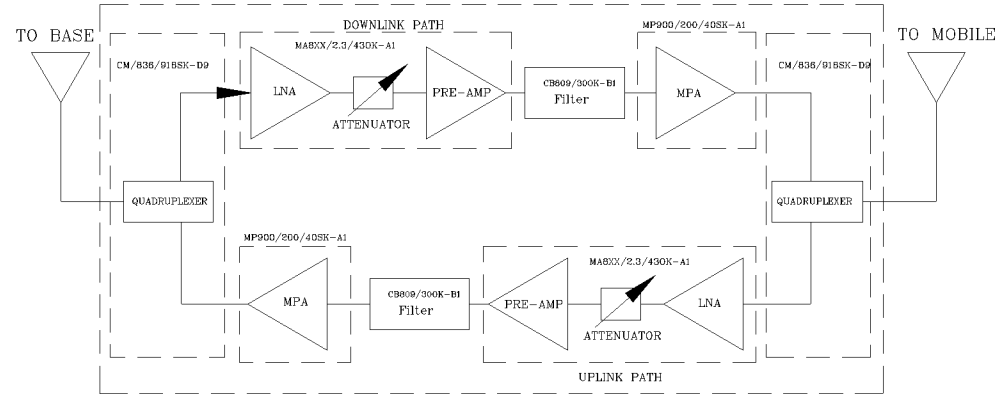 DOWNLINK PATH
MP900/200/40SK-A1
TO BASE
TO MOBILE
CM/836/91BSK-D9
MA8XX/2.3/430K-A1
CM/836/91BSK-D9
LNA
ATTENUATOR
PRE-AMP
CB809/300K-B1
Filter
MPA
QUADRUPLEXER
QUADRUPLEXER
MP900/200/40SK-A1
MPA
CB809/300K-B1
Filter
MA8XX/2.3/430K-A1
PRE-AMP
ATTENUATOR
LNA
UPLINK PATH